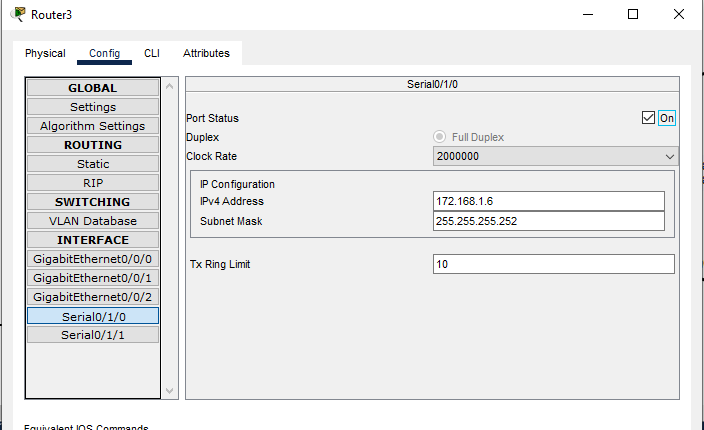 Router3
Physical Config CLI Attributes
GLOBAL
Settings
Algorithm Settings
ROUTING
Static
RIP
SWITCHING
VLAN Database
INTERFACE
GigabitEthernet0/0/0
GigabitEthernet0/0/1
GigabitEthernet0/0/2
Serial0/1/0
Serial0/1/1
Serial0/1/0
Port Status On
Duplex Full Duplex
Clock Rate 2000000
IP Configuration
IPv4 Address 172.168.1.6
Subnet Mask 255.255.255.252
Tx Ring Limit 10
Equivalent IOS Commands